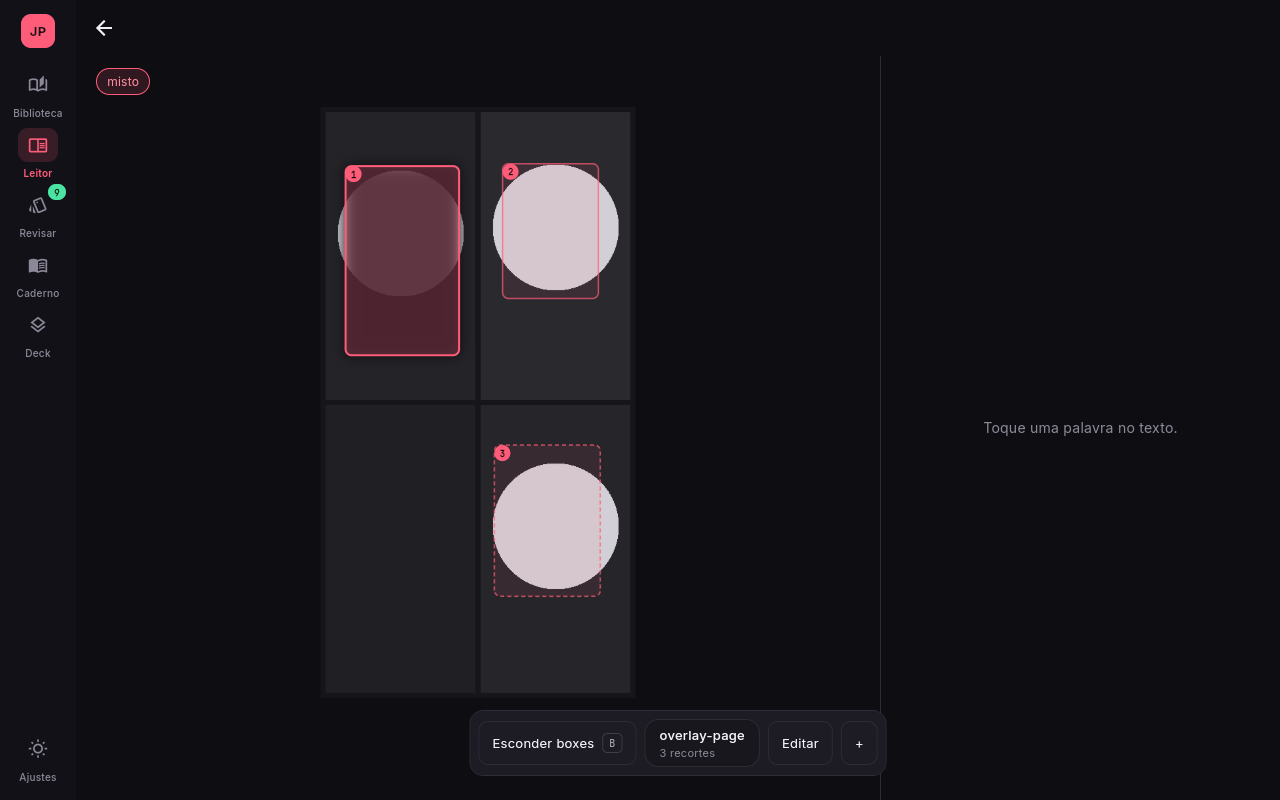 JP
Biblioteca
Leitor
9
Revisar
Caderno
Deck
Ajustes
misto
1
2
3
Toque uma palavra no texto.
Esconder boxes B
overlay-page
3 recortes
Editar
+